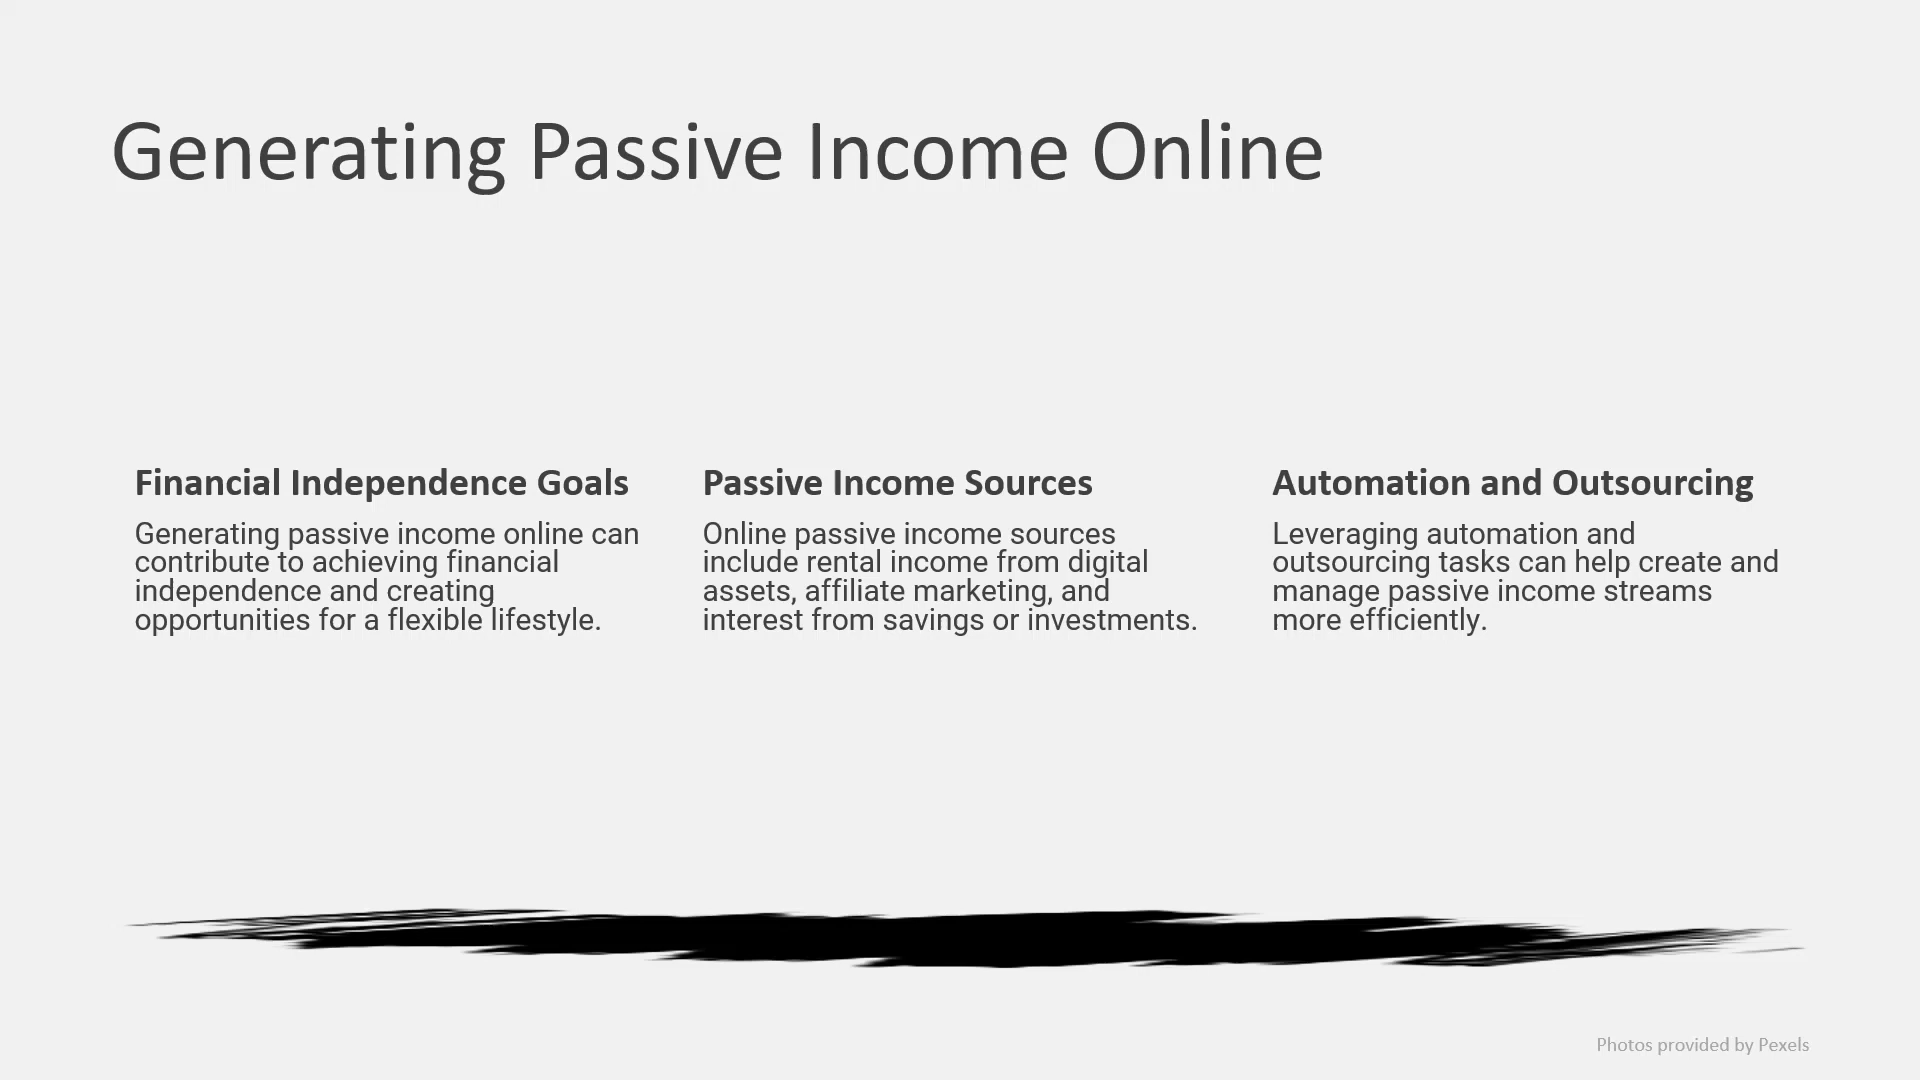 Generating Passive Income Online
Financial Independence Goals
Generating passive income online can
contribute to achieving financial
independence and creating
opportunities for a flexible lifestyle.
Passive Income Sources
Online passive income sources
include rental income from digital
assets, affiliate marketing, and
interest from savings or investments.
Automation and Outsourcing
Leveraging automation and
outsourcing tasks can help create and
manage passive income streams
more efficiently.
Photos provided by Pexels